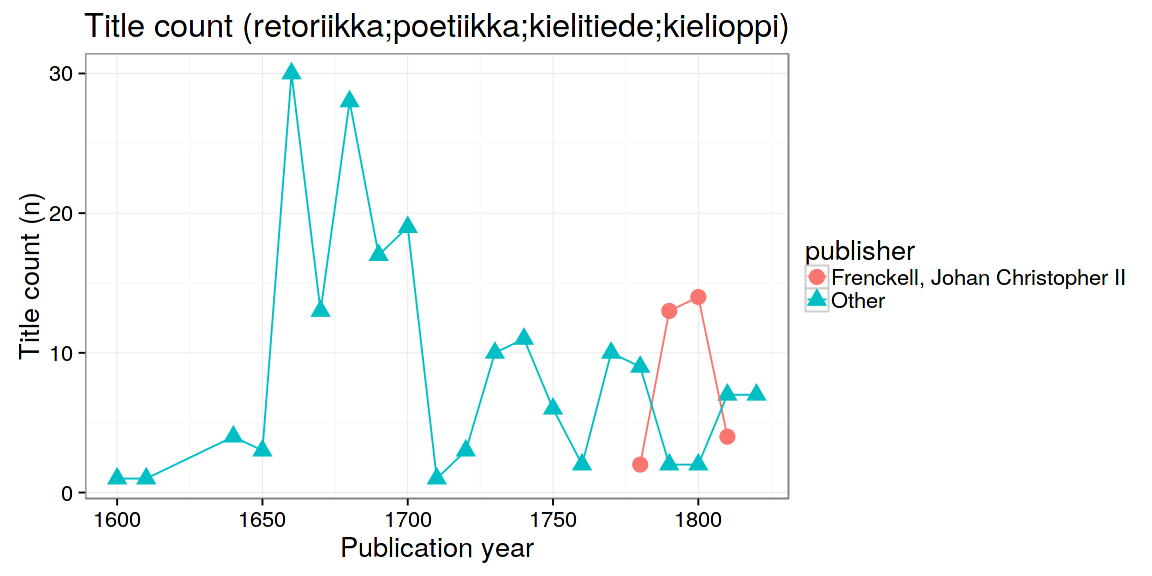 Title count (retoriikka;poetiikka;kielitiede;kielioppi)
Title count (n)
30
20
10
0
1600
1650
1700
1750
1800
Publication year
publisher
Frenckell, Johan Christopher II
Other